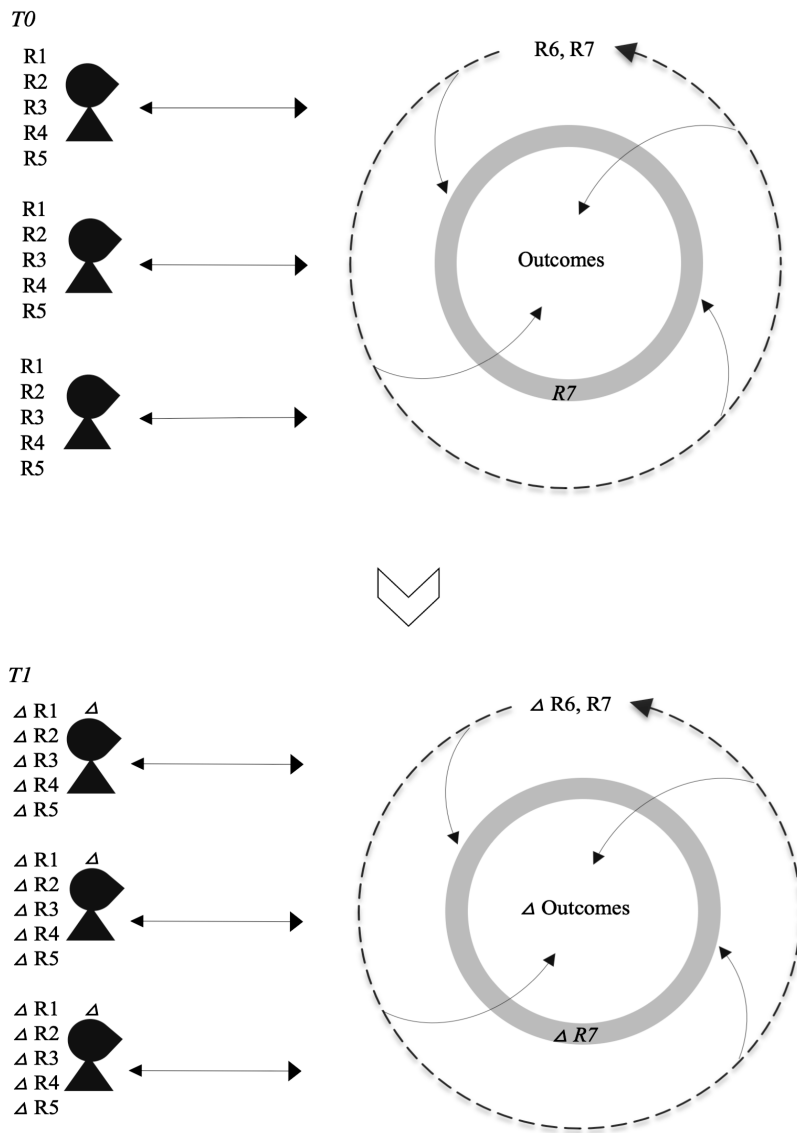 T0
R1
R2
R3
R4
R5
R1
R2
R3
R4
R5
R1
R2
R3
R4
R5
R6, R7
Outcomes
R7
T1
Δ R1 Δ
Δ R2
Δ R3
Δ R4
Δ R5
Δ R1 Δ
Δ R2
Δ R3
Δ R4
Δ R5
Δ R1 Δ
Δ R2
Δ R3
Δ R4
Δ R5
Δ R6, R7
Δ Outcomes
Δ R7